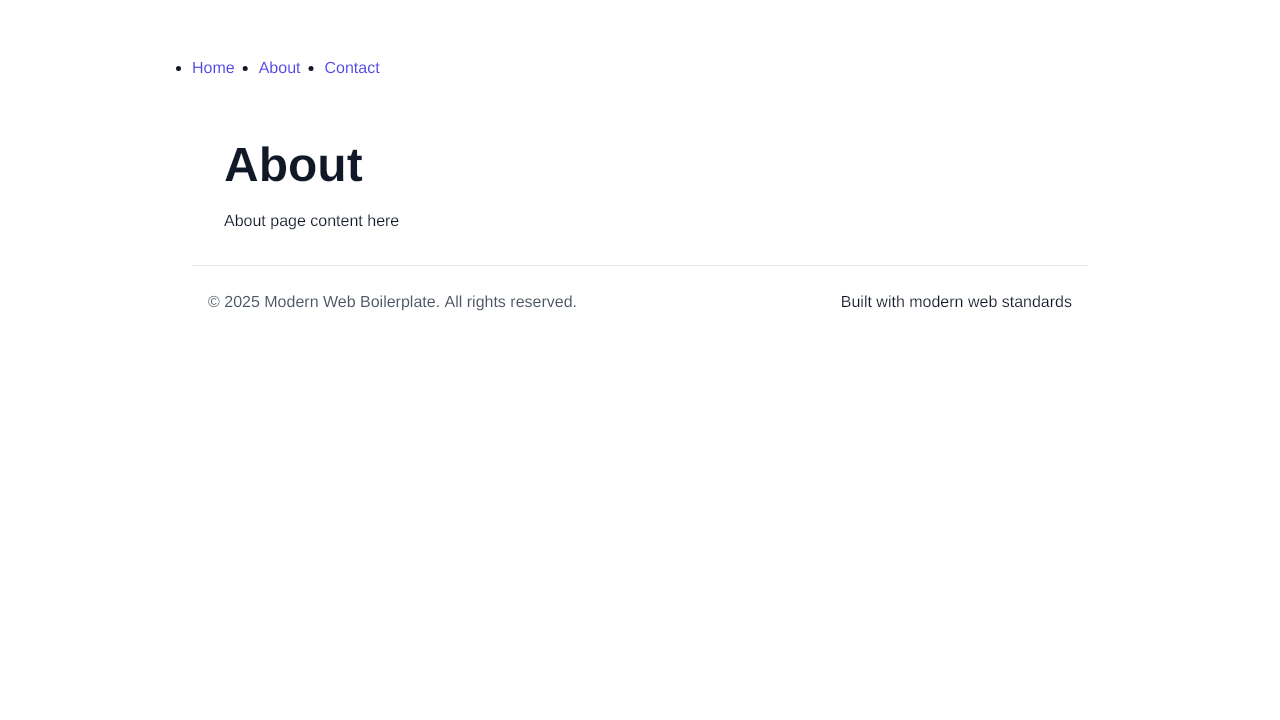 Home About Contact
About
About page content here
© 2025 Modern Web Boilerplate. All rights reserved. Built with modern web standards